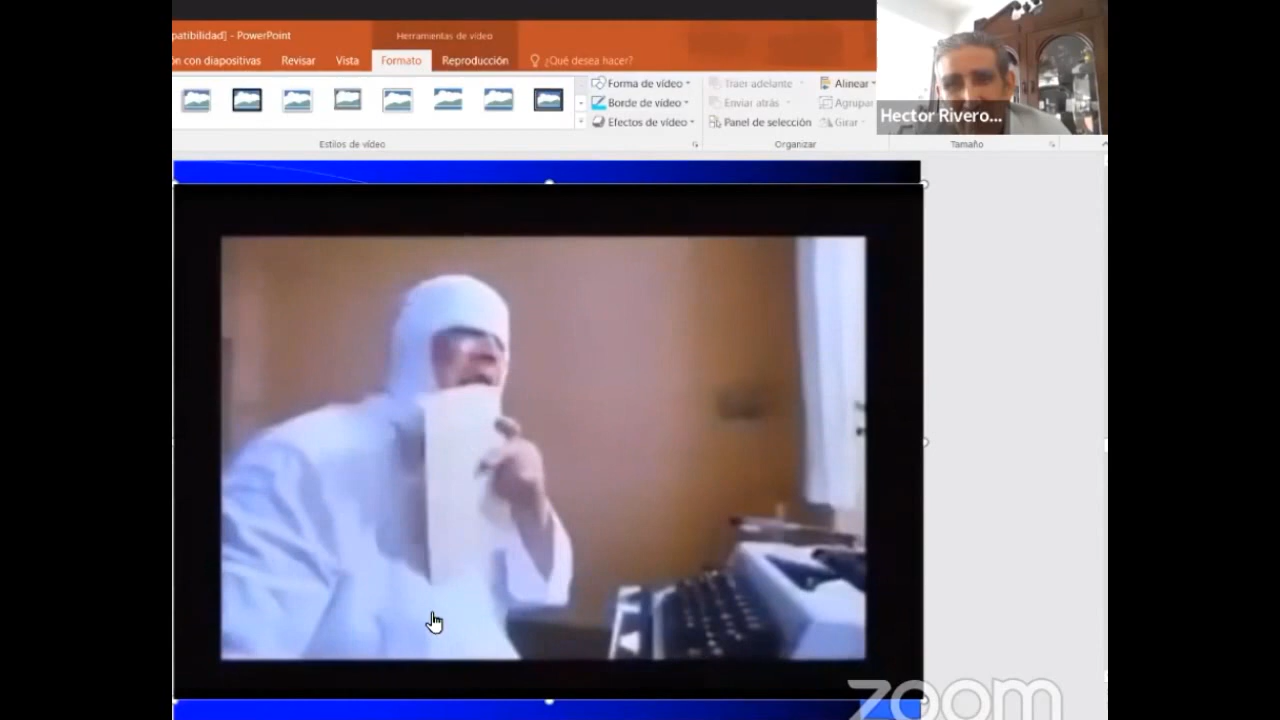 patibilidad] - PowerPoint
Herramientas de vídeo
ón con diapositivas Revisar Vista Formato Reproducción ¿Qué desea hacer?
Forma de vídeo
Traer adelante
Alinear
Borde de vídeo
Enviar atrás
Agrupar
Efectos de vídeo
Panel de selección
Girar
Estilos de vídeo
Organizar
Tamaño
Hector Rivero...
zoom